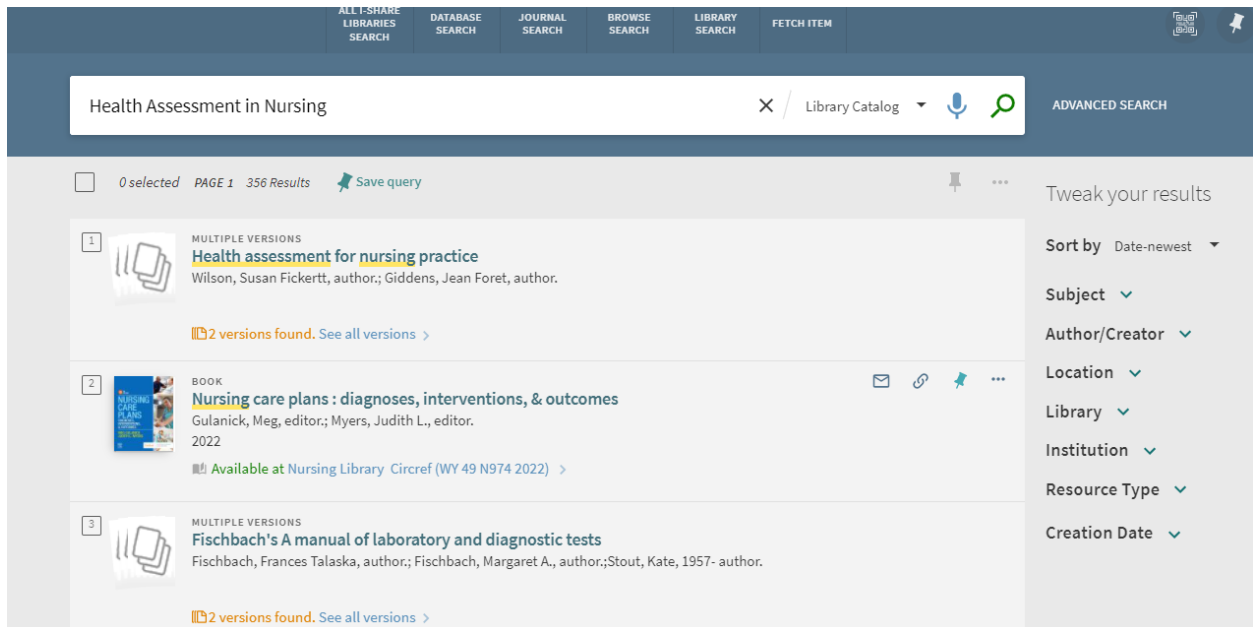 ALL I-SHARE LIBRARIES SEARCH
DATABASE SEARCH
JOURNAL SEARCH
BROWSE SEARCH
LIBRARY SEARCH
FETCH ITEM
Health Assessment in Nursing
Library Catalog
ADVANCED SEARCH
0 selected PAGE 1 356 Results Save query
Tweak your results
Sort by Date-newest
Subject
Author/Creator
Location
Library
Institution
Resource Type
Creation Date
1
MULTIPLE VERSIONS
Health assessment for nursing practice
Wilson, Susan Fickertt, author.; Giddens, Jean Foret, author.
2 versions found. See all versions
2
NURSING CARE PLANS
BOOK
Nursing care plans : diagnoses, interventions, & outcomes
Gulanick, Meg, editor.; Myers, Judith L., editor.
2022
Available at Nursing Library Circref (WY 49 N974 2022)
3
MULTIPLE VERSIONS
Fischbach's A manual of laboratory and diagnostic tests
Fischbach, Frances Talaska, author.; Fischbach, Margaret A., author.;Stout, Kate, 1957- author.
2 versions found. See all versions